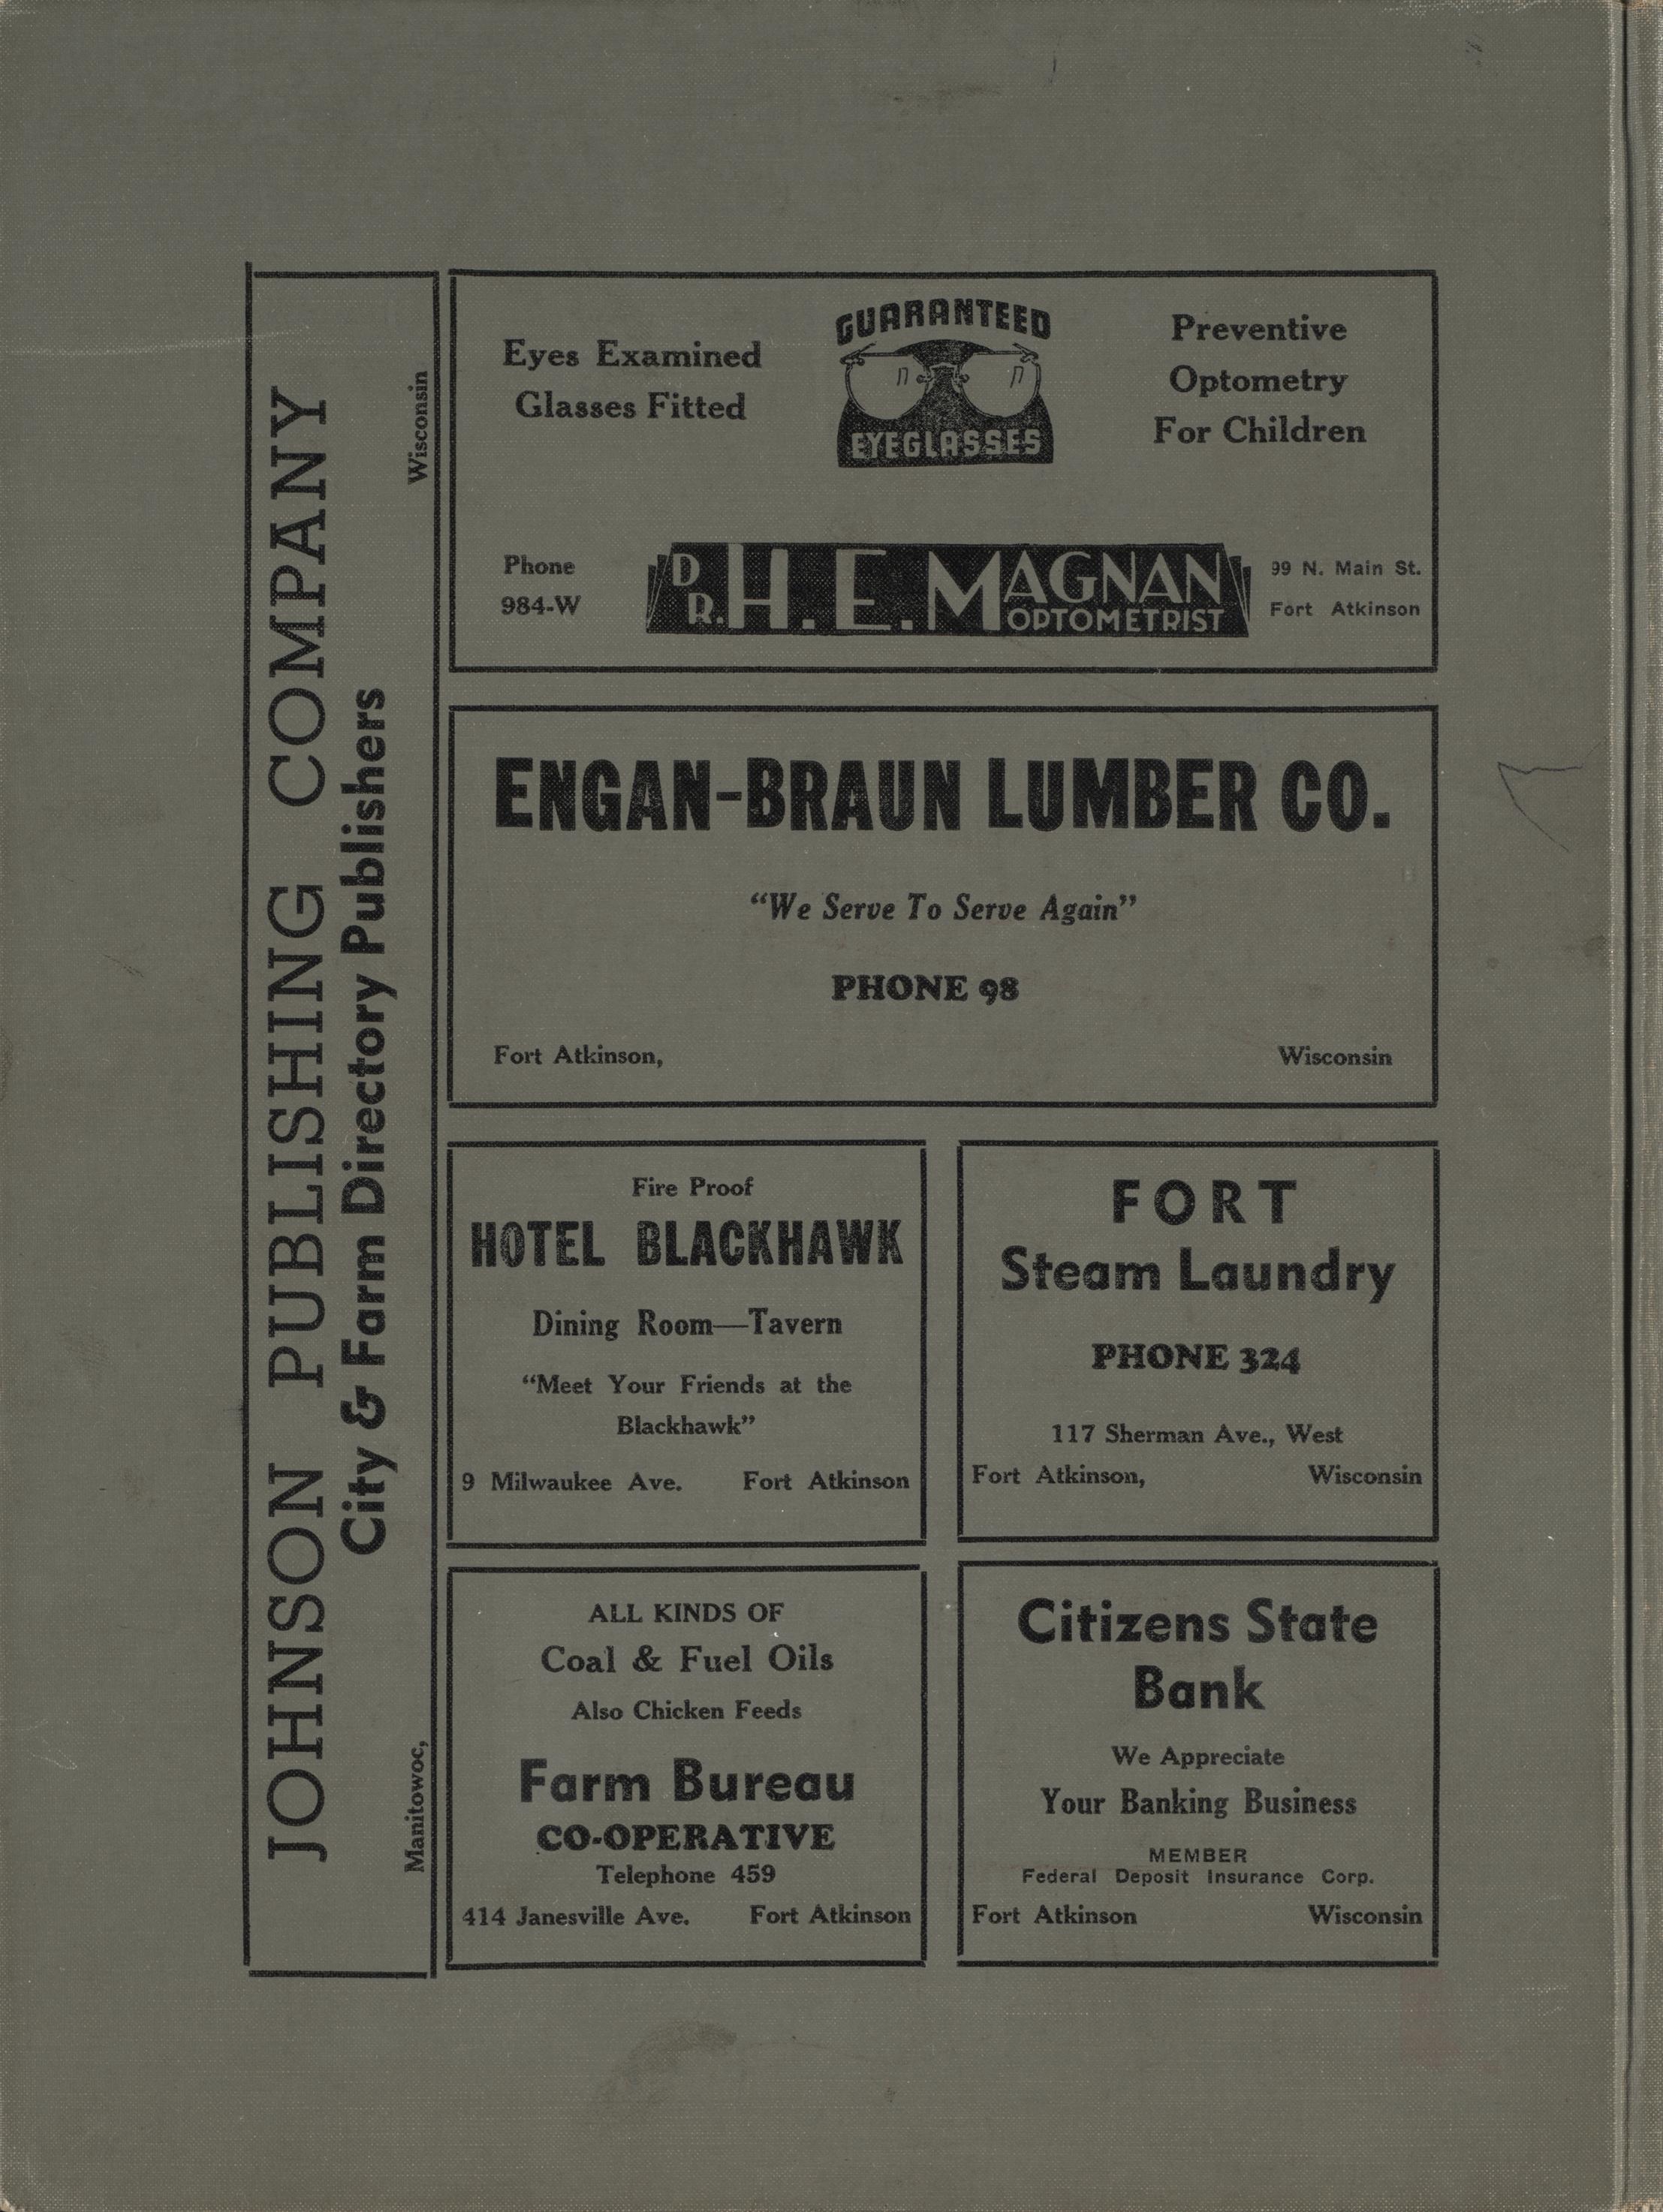 JOHNSON PUBLISHING COMPANY
City & Farm Directory Publishers
Manitowoc, Wisconsin
Eyes Examined
Glasses Fitted
GUARANTEED
EYEGLASSES
Preventive
Optometry
For Children
Phone
984-W
DR. H. E. MAGNAN
OPTOMETRIST
99 N. Main St.
Fort Atkinson
ENGAN-BRAUN LUMBER CO.
“We Serve To Serve Again”
PHONE 98
Fort Atkinson, Wisconsin
Fire Proof
HOTEL BLACKHAWK
Dining Room—Tavern
“Meet Your Friends at the
Blackhawk”
9 Milwaukee Ave. Fort Atkinson
FORT
Steam Laundry
PHONE 324
117 Sherman Ave., West
Fort Atkinson, Wisconsin
ALL KINDS OF
Coal & Fuel Oils
Also Chicken Feeds
Farm Bureau
CO-OPERATIVE
Telephone 459
414 Janesville Ave. Fort Atkinson
Citizens State
Bank
We Appreciate
Your Banking Business
MEMBER
Federal Deposit Insurance Corp.
Fort Atkinson Wisconsin